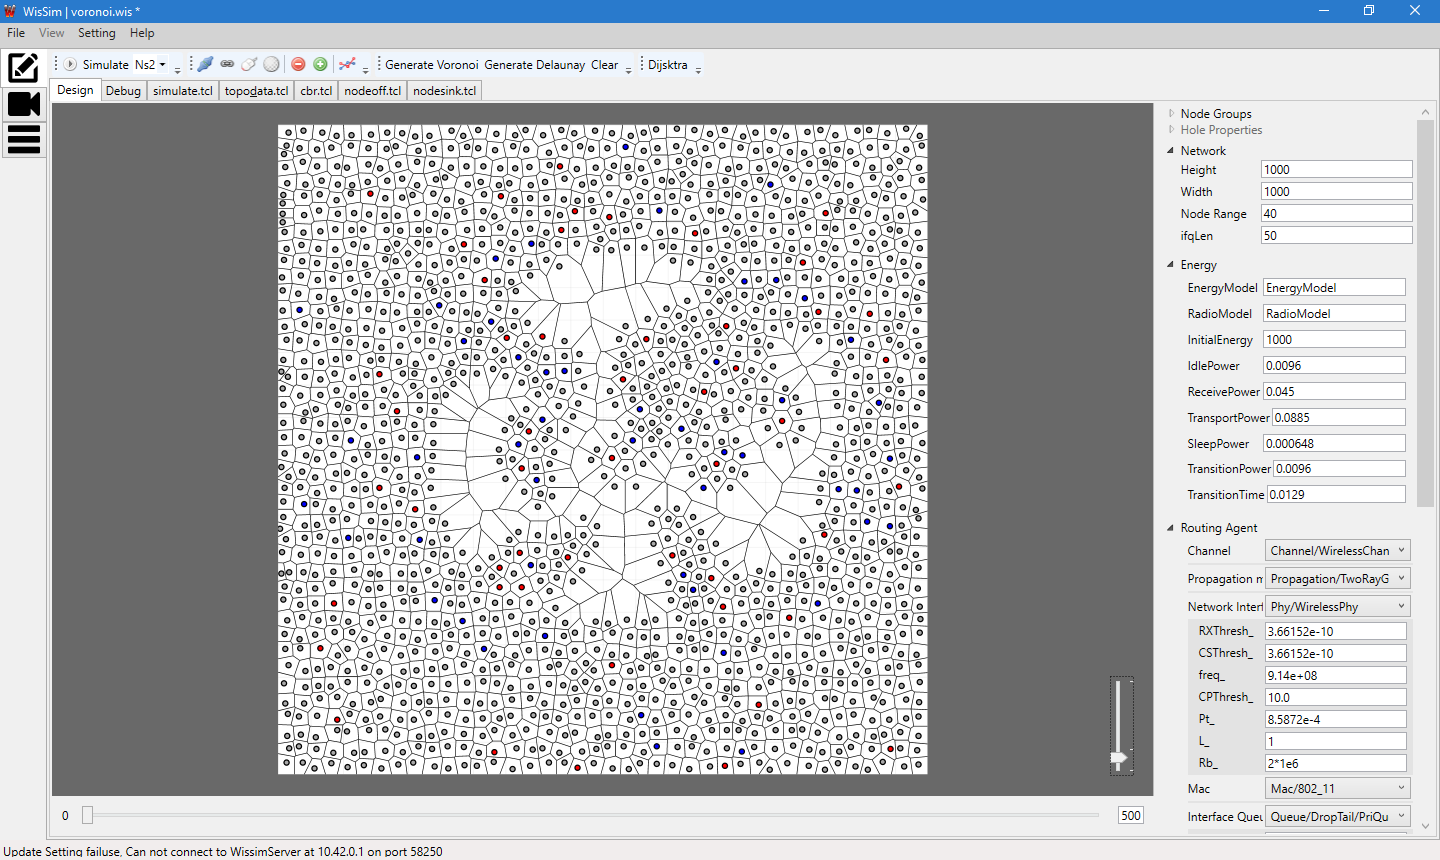 WisSim | voronoi.wis *
File View Setting Help
Simulate Ns2 Generate Voronoi Generate Delaunay Clear Dijsktra
Design Debug simulate.tcl topodata.tcl cbr.tcl nodeoff.tcl nodesink.tcl
Node Groups
Hole Properties
Network
Height 1000
Width 1000
Node Range 40
ifqLen 50
Energy
EnergyModel EnergyModel
RadioModel RadioModel
InitialEnergy 1000
IdlePower 0.0096
ReceivePower 0.045
TransportPower 0.0885
SleepPower 0.000648
TransitionPower 0.0096
TransitionTime 0.0129
Routing Agent
Channel Channel/WirelessChan
Propagation m Propagation/TwoRayG
Network Interf Phy/WirelessPhy
RXThresh_ 3.66152e-10
CSThresh_ 3.66152e-10
freq_ 9.14e+08
CPThresh_ 10.0
Pt_ 8.5872e-4
L_ 1
Rb_ 2*1e6
Mac Mac/802_11
Interface Queu Queue/DropTail/PriQu
0 500
Update Setting failuse, Can not connect to WissimServer at 10.42.0.1 on port 58250